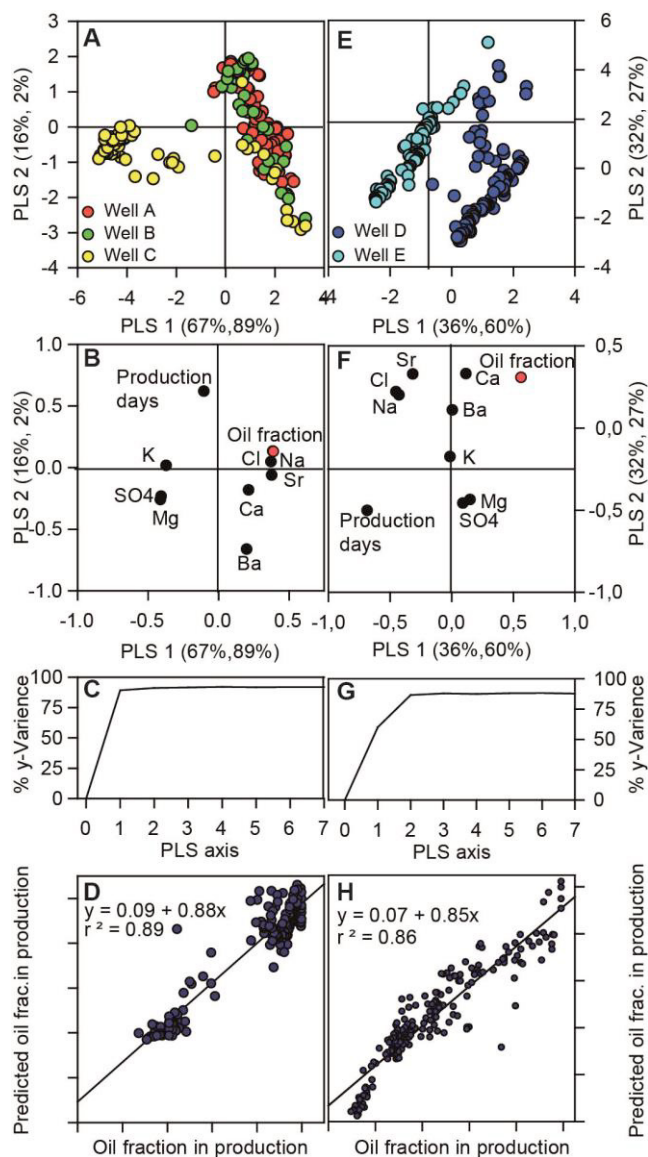 A
PLS 2 (16%, 2%)
3
2
1
0
-1
-2
-3
-4
Well A
Well B
Well C
-6 -4 -2 0 2 4
PLS 1 (67%,89%)
E
6
4
2
0
-2
-4
PLS 2 (32%, 27%)
Well D
Well E
4 -2 0 2 4
PLS 1 (36%,60%)
B
PLS 2 (16%, 2%)
1.0
0.5
0.0
-0.5
-1.0
Production
days
K
Oil fraction
Cl Na
Sr
SO4
Mg
Ca
Ba
-1.0 -0.5 0.0 0.5
PLS 1 (67%,89%)
F
0,5
0,0
-0,5
-1,0
PLS 2 (32%, 27%)
Sr
Oil fraction
Cl
Ca
Na
Ba
K
Production
days
Mg
SO4
-1,0 -0,5 0,0 0,5 1,0
PLS 1 (36%,60%)
C
% y-Varience
100
75
50
25
0
0 1 2 3 4 5 6 7
PLS axis
G
100
75
50
25
0
% y-Varience
0 1 2 3 4 5 6 7
PLS axis
D
y = 0.09 + 0.88x
r ² = 0.89
Predicted oil frac.in production
Oil fraction in production
H
y = 0.07 + 0.85x
r ² = 0.86
Predicted oil frac. in production
Oil fraction in production